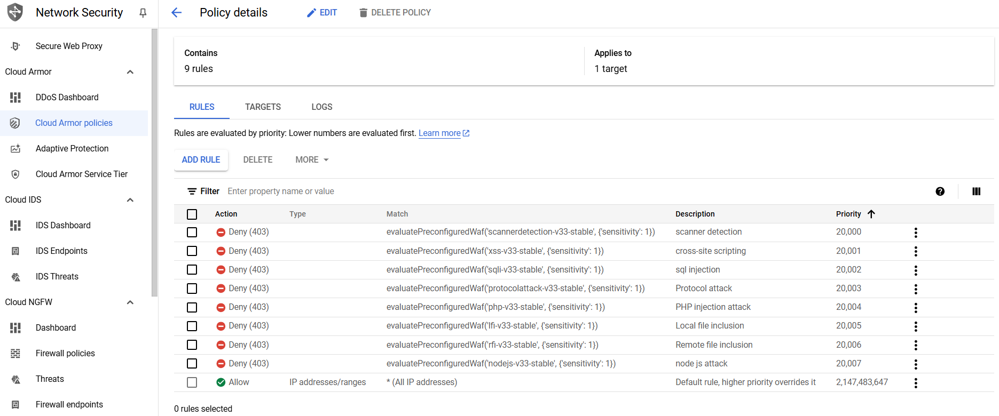 Network Security
Policy details
EDIT
DELETE POLICY
Secure Web Proxy
Cloud Armor
DDoS Dashboard
Cloud Armor policies
Adaptive Protection
Cloud Armor Service Tier
Cloud IDS
IDS Dashboard
IDS Endpoints
IDS Threats
Cloud NGFW
Dashboard
Firewall policies
Threats
Firewall endpoints
Contains
9 rules
Applies to
1 target
RULES TARGETS LOGS
Rules are evaluated by priority: Lower numbers are evaluated first. Learn more
ADD RULE DELETE MORE
Filter Enter property name or value
Action Type Match Description Priority
Deny (403) evaluatePreconfiguredWaf('scannerdetection-v33-stable', {'sensitivity': 1}) scanner detection 20,000
Deny (403) evaluatePreconfiguredWaf('xss-v33-stable', {'sensitivity': 1}) cross-site scripting 20,001
Deny (403) evaluatePreconfiguredWaf('sqli-v33-stable', {'sensitivity': 1}) sql injection 20,002
Deny (403) evaluatePreconfiguredWaf('protocolattack-v33-stable', {'sensitivity': 1}) Protocol attack 20,003
Deny (403) evaluatePreconfiguredWaf('php-v33-stable', {'sensitivity': 1}) PHP injection attack 20,004
Deny (403) evaluatePreconfiguredWaf('lfi-v33-stable', {'sensitivity': 1}) Local file inclusion 20,005
Deny (403) evaluatePreconfiguredWaf('rfi-v33-stable', {'sensitivity': 1}) Remote file inclusion 20,006
Deny (403) evaluatePreconfiguredWaf('nodejs-v33-stable', {'sensitivity': 1}) node js attack 20,007
Allow IP addresses/ranges * (All IP addresses) Default rule, higher priority overrides it 2,147,483,647
0 rules selected